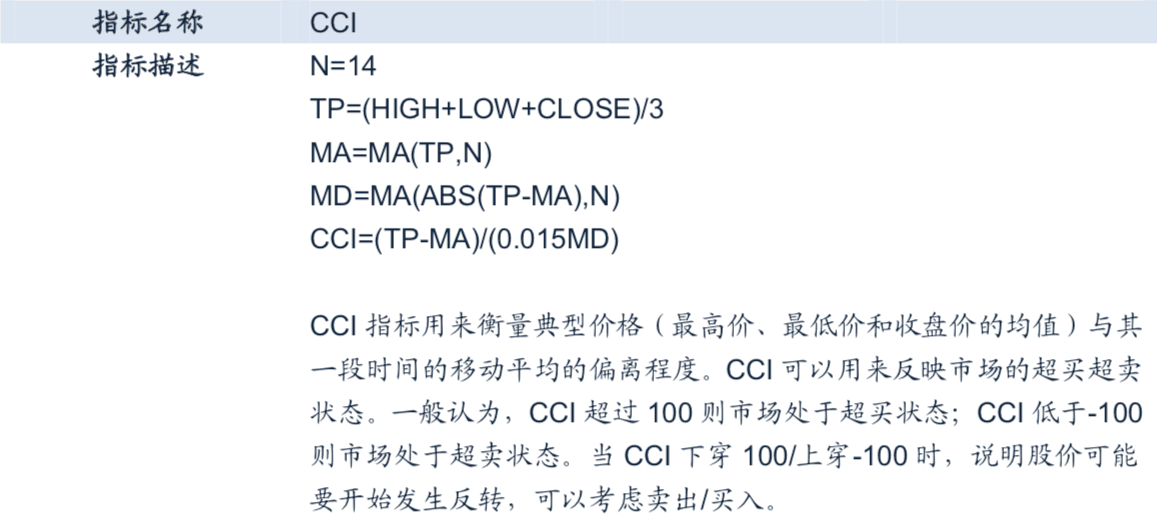 指标名称 CCI
指标描述 N=14
TP=(HIGH+LOW+CLOSE)/3
MA=MA(TP,N)
MD=MA(ABS(TP-MA),N)
CCI=(TP-MA)/(0.015MD)
CCI 指标用来衡量典型价格（最高价、最低价和收盘价的均值）与其
一段时间的移动平均的偏离程度。CCI 可以用来反映市场的超买超卖
状态。一般认为，CCI 超过 100 则市场处于超买状态；CCI 低于-100
则市场处于超卖状态。当 CCI 下穿 100/上穿-100 时，说明股价可能
要开始发生反转，可以考虑卖出/买入。